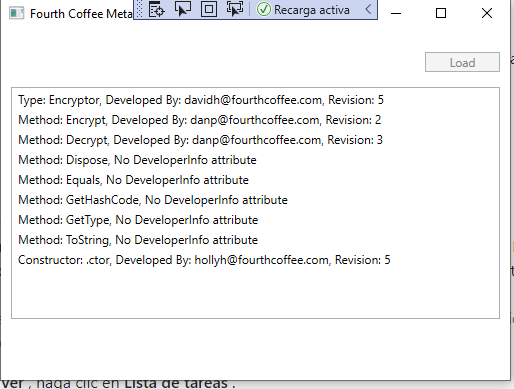 Fourth Coffee Meta
Recarga activa
Load
Type: Encryptor, Developed By: davidh@fourthcoffee.com, Revision: 5
Method: Encrypt, Developed By: danp@fourthcoffee.com, Revision: 2
Method: Decrypt, Developed By: danp@fourthcoffee.com, Revision: 3
Method: Dispose, No DeveloperInfo attribute
Method: Equals, No DeveloperInfo attribute
Method: GetHashCode, No DeveloperInfo attribute
Method: GetType, No DeveloperInfo attribute
Method: ToString, No DeveloperInfo attribute
Constructor: .ctor, Developed By: hollyh@fourthcoffee.com, Revision: 5
Ver , haga clic en Lista de tareas .